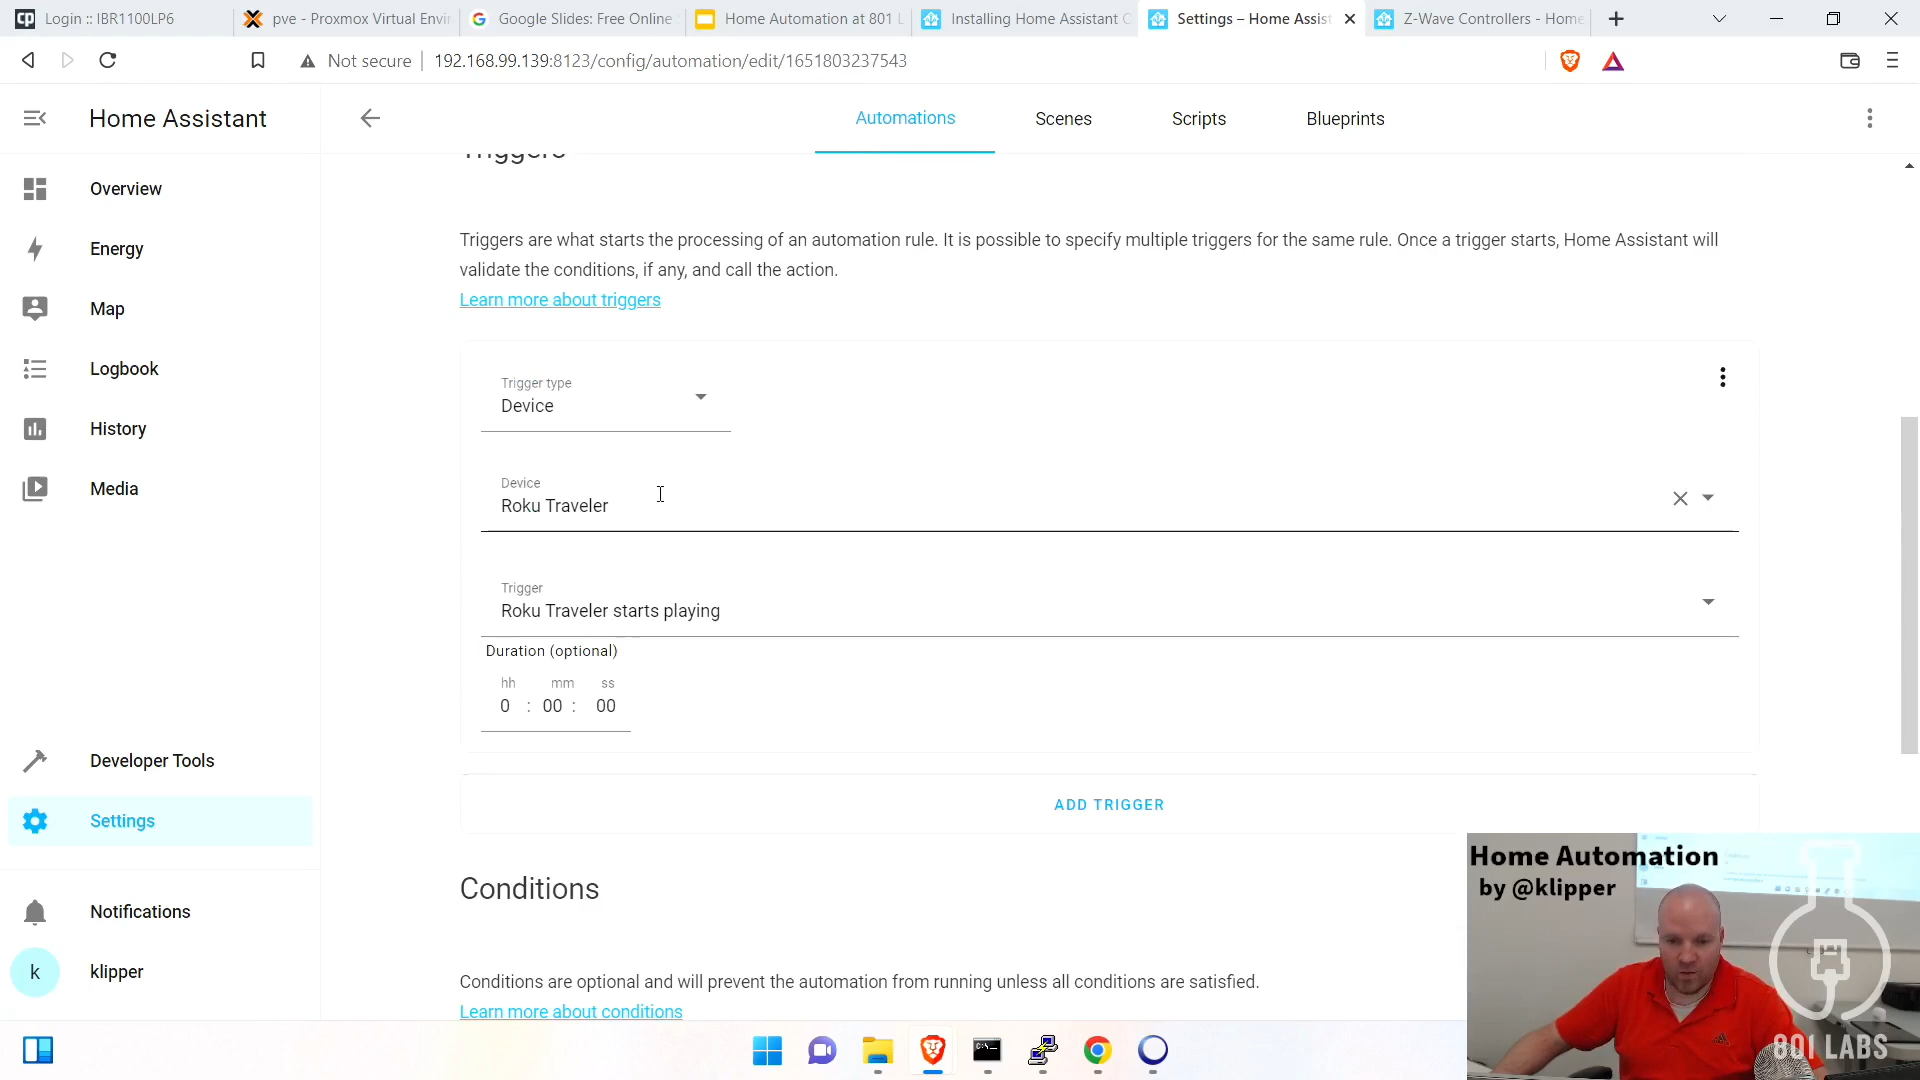 Login :: IBR1100LP6
pve - Proxmox Virtual Envir
Google Slides: Free Online
Home Automation at 801 L
Installing Home Assistant
Settings – Home Assist
Z-Wave Controllers - Home
Not secure
192.168.99.139:8123/config/automation/edit/1651803237543
Home Assistant
Automations
Scenes
Scripts
Blueprints
Overview
Energy
Map
Logbook
History
Media
Developer Tools
Settings
Notifications
k
klipper
Triggers
Triggers are what starts the processing of an automation rule. It is possible to specify multiple triggers for the same rule. Once a trigger starts, Home Assistant will
validate the conditions, if any, and call the action.
Learn more about triggers
Trigger type
Device
Device
Roku Traveler
Trigger
Roku Traveler starts playing
Duration (optional)
hh mm ss
0 : 00 : 00
ADD TRIGGER
Conditions
Conditions are optional and will prevent the automation from running unless all conditions are satisfied.
Learn more about conditions
Home Automation
by @klipper
801 LABS